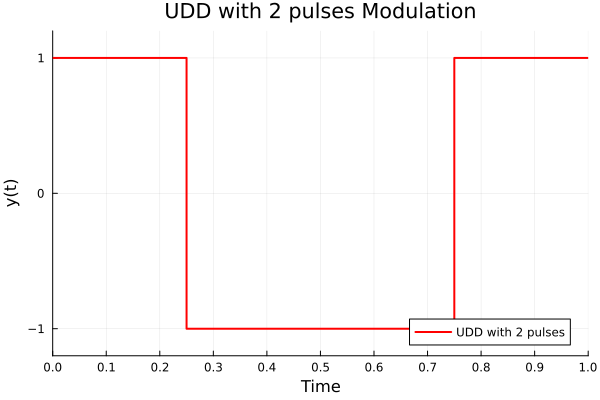 UDD with 2 pulses Modulation
y(t)
1
0
−1
UDD with 2 pulses
0.0 0.1 0.2 0.3 0.4 0.5 0.6 0.7 0.8 0.9 1.0
Time